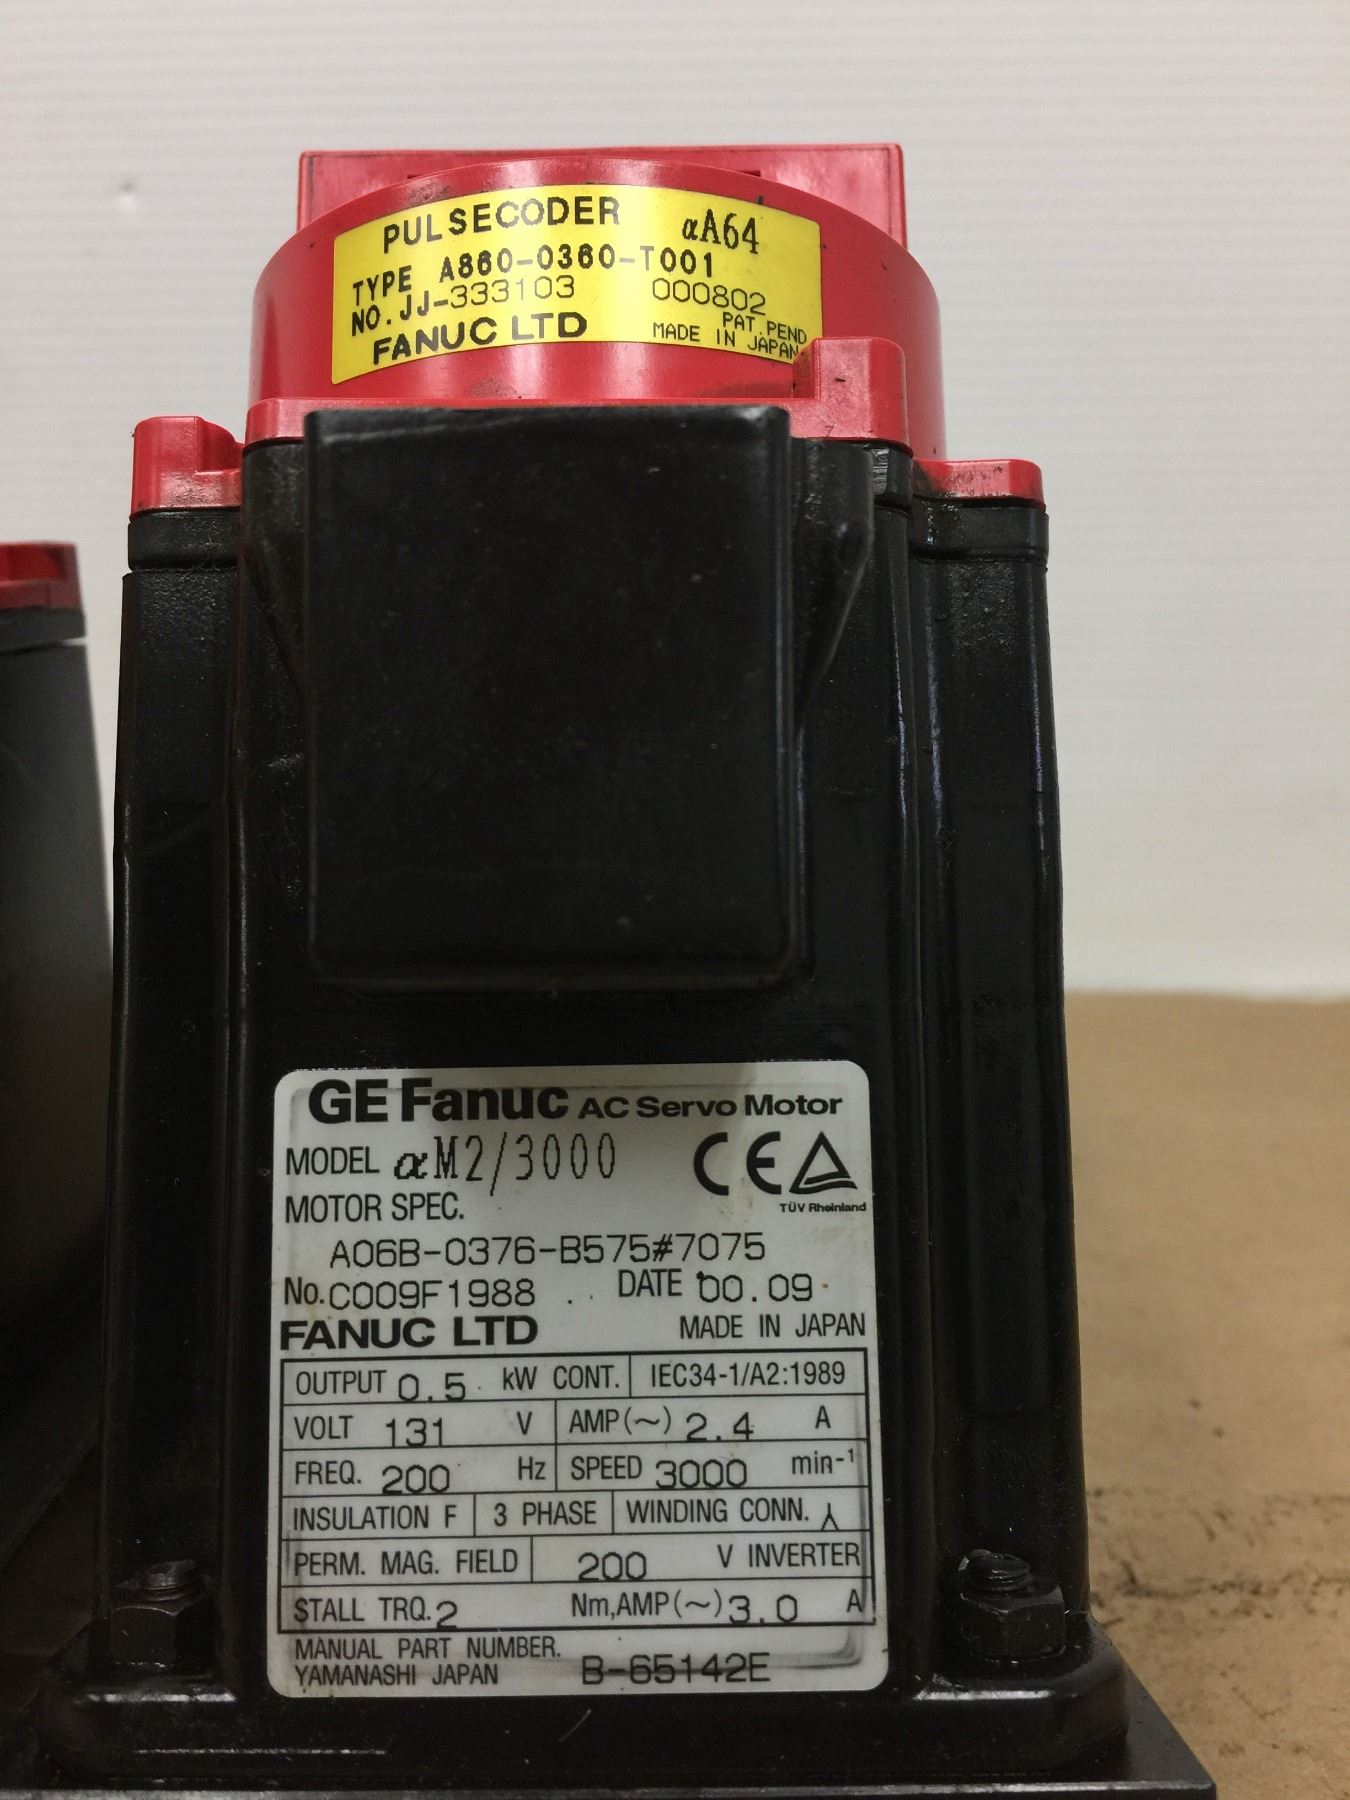 PULSECODER αA64
TYPE A860-0360-T001
NO. JJ-333103 000802
PAT. PEND
FANUC LTD MADE IN JAPAN
GE Fanuc AC Servo Motor
MODEL αM2/3000 CE
TÜV Rheinland
MOTOR SPEC.
A06B-0376-B575#7075
No. C009F1988 DATE 00.09
FANUC LTD MADE IN JAPAN
OUTPUT 0.5 kW CONT. IEC34-1/A2:1989
VOLT 131 V AMP(~) 2.4 A
FREQ. 200 Hz SPEED 3000 min-1
INSULATION F 3 PHASE WINDING CONN. 人
PERM. MAG. FIELD 200 V INVERTER
STALL TRQ. 2 Nm, AMP(~) 3.0 A
MANUAL PART NUMBER.
YAMANASHI JAPAN B-65142E